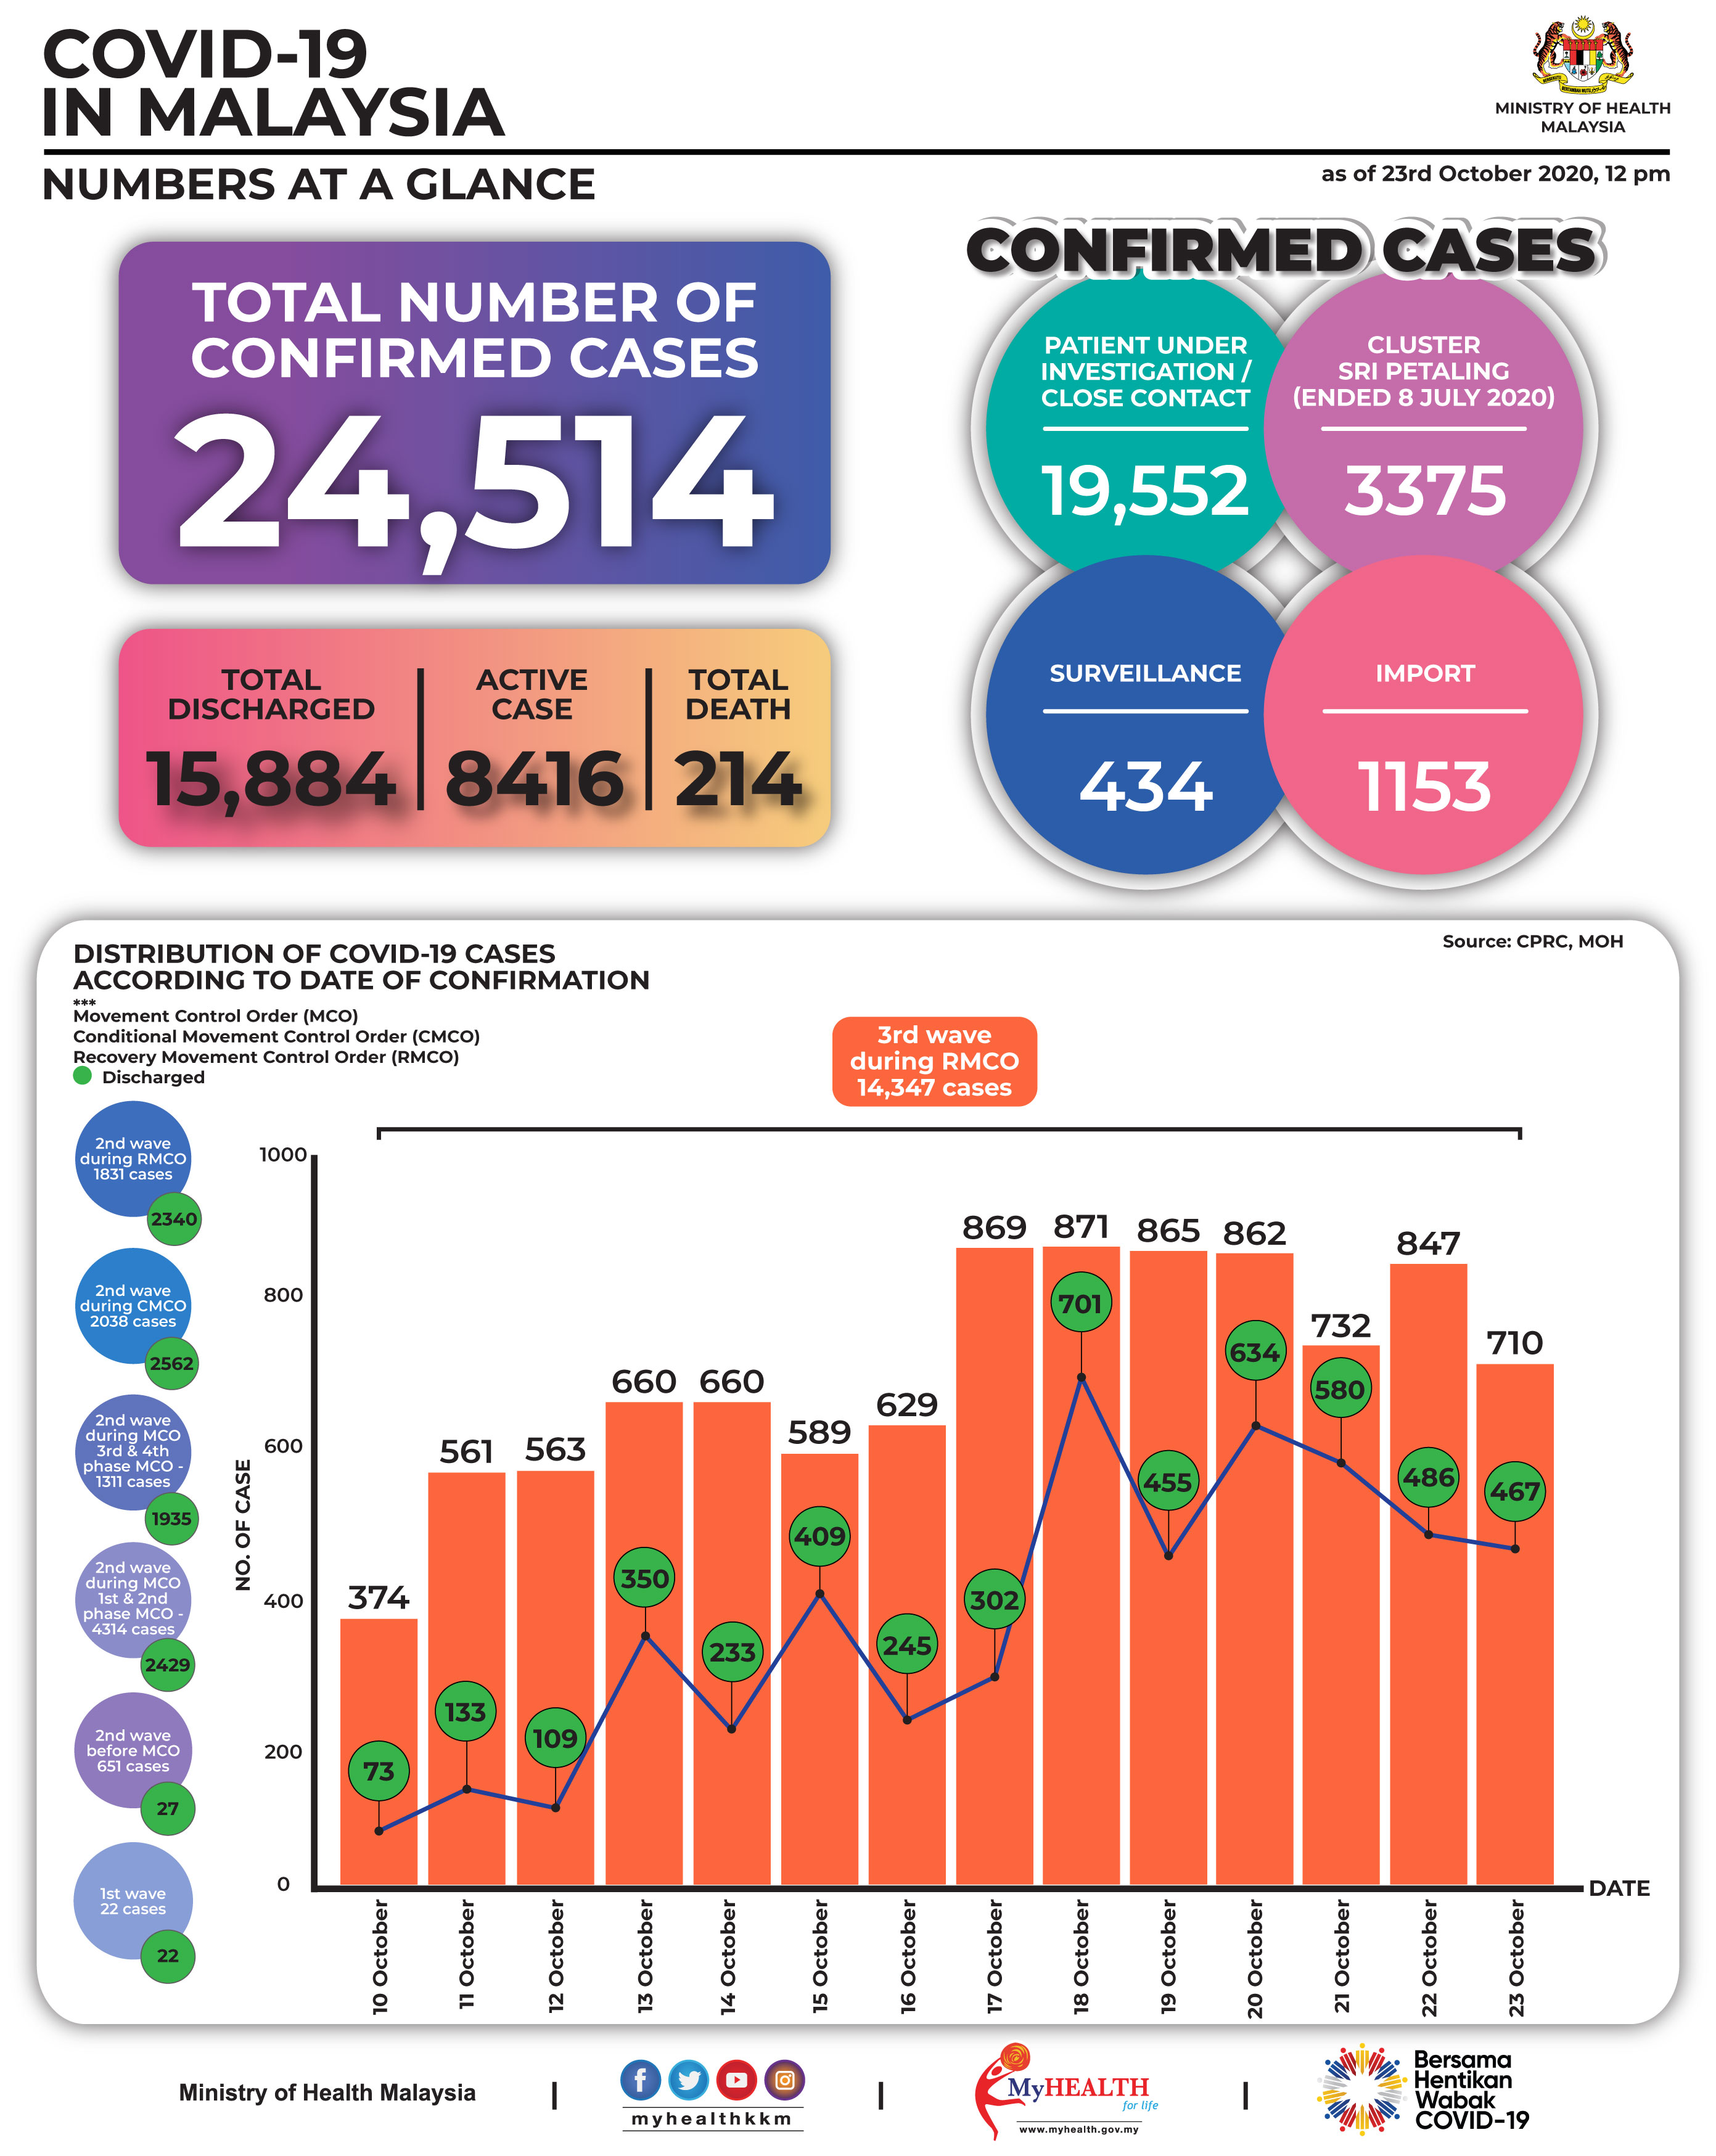 COVID-19
IN MALAYSIA
MINISTRY OF HEALTH
MALAYSIA
NUMBERS AT A GLANCE
as of 23rd October 2020, 12 pm
TOTAL NUMBER OF
CONFIRMED CASES
24,514
TOTAL
DISCHARGED
15,884
ACTIVE
CASE
8416
TOTAL
DEATH
214
CONFIRMED CASES
PATIENT UNDER
INVESTIGATION /
CLOSE CONTACT
19,552
CLUSTER
SRI PETALING
(ENDED 8 JULY 2020)
3375
SURVEILLANCE
434
IMPORT
1153
DISTRIBUTION OF COVID-19 CASES
ACCORDING TO DATE OF CONFIRMATION
Source: CPRC, MOH
***
Movement Control Order (MCO)
Conditional Movement Control Order (CMCO)
Recovery Movement Control Order (RMCO)
Discharged
3rd wave
during RMCO
14,347 cases
2nd wave
during RMCO
1831 cases
2340
2nd wave
during CMCO
2038 cases
2562
2nd wave
during MCO
3rd & 4th
phase MCO -
1311 cases
1935
2nd wave
during MCO
1st & 2nd
phase MCO -
4314 cases
2429
2nd wave
before MCO
651 cases
27
1st wave
22 cases
22
NO. OF CASE
1000
800
600
400
200
0
374
561
563
660
660
589
629
869
871
865
862
732
847
710
73
133
109
350
233
409
245
302
701
455
634
580
486
467
10 October
11 October
12 October
13 October
14 October
15 October
16 October
17 October
18 October
19 October
20 October
21 October
22 October
23 October
DATE
Ministry of Health Malaysia
myhealthkkm
MyHEALTH
for life
www.myhealth.gov.my
Bersama
Hentikan
Wabak
COVID-19